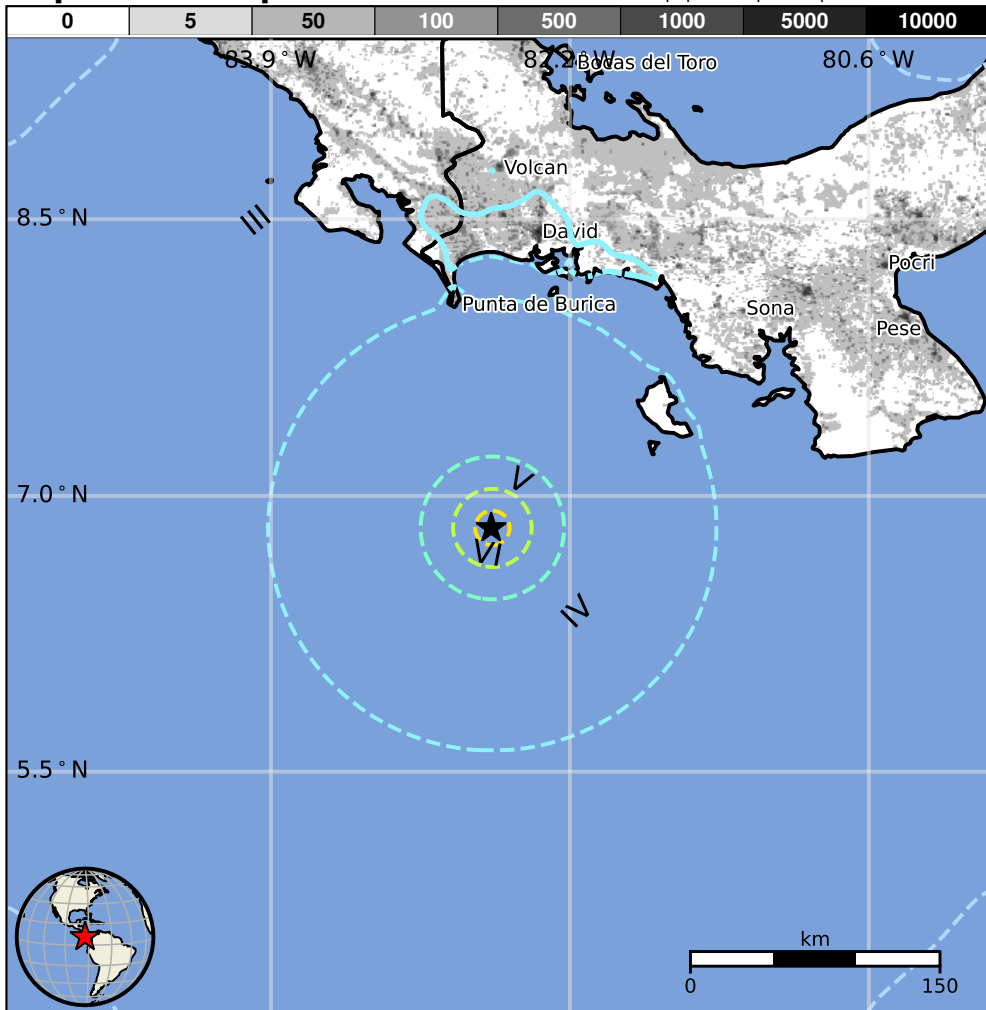 0 5 50 100 500 1000 5000 10000
83.9°W 82.2°W 80.6°W
Bocas del Toro
Volcan
8.5°N
III
David
Pocri
Punta de Burica
Sona
Pese
7.0°N
V
VI
IV
5.5°N
km
0 150